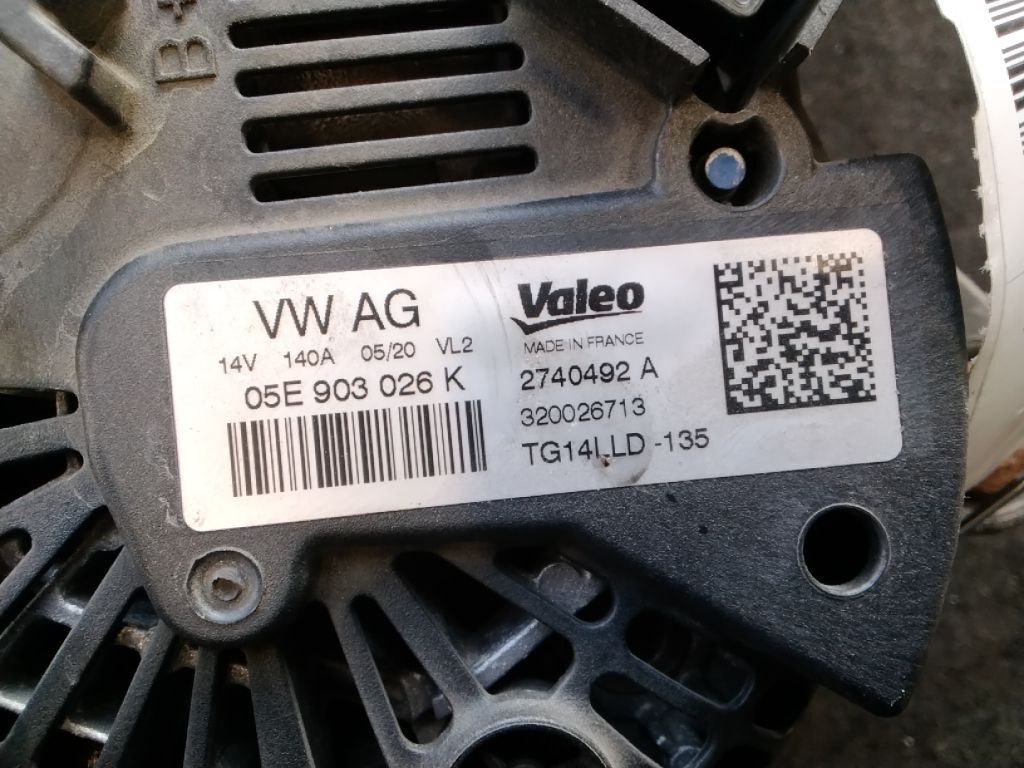 B+
VW AG
14V 140A 05/20 VL2
05E 903 026 K
Valeo
MADE IN FRANCE
2740492 A
320026713
TG14LLD -135